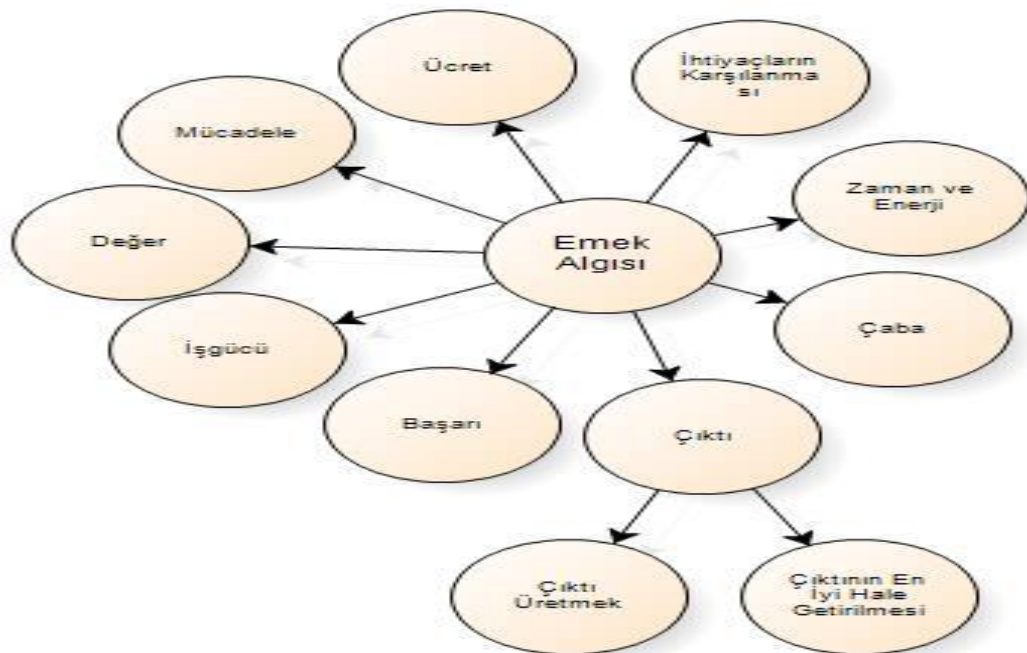 Ücret
İhtiyaçların
Karşılanma
sı
Mücadele
Zaman ve
Enerji
Değer
Emek
Algısı
Çaba
İşgücü
Başarı
Çıktı
Çıktı
Üretmek
Çıktının En
İyi Hale
Getirilmesi